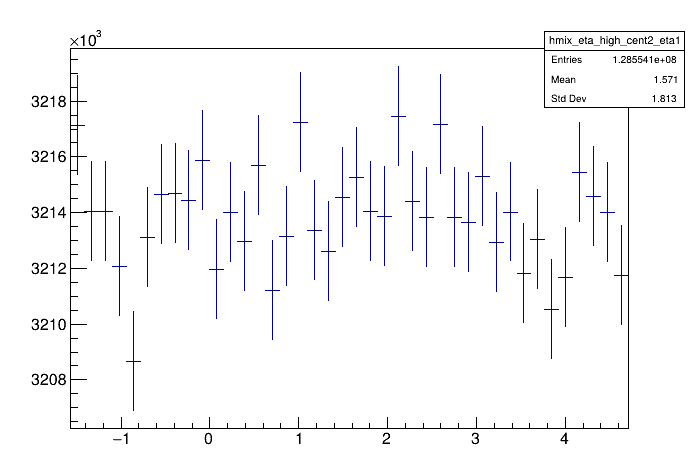 ×10³
hmix_eta_high_cent2_eta1
Entries 1.285541e+08
Mean 1.571
Std Dev 1.813
3218
3216
3214
3212
3210
3208
−1 0 1 2 3 4